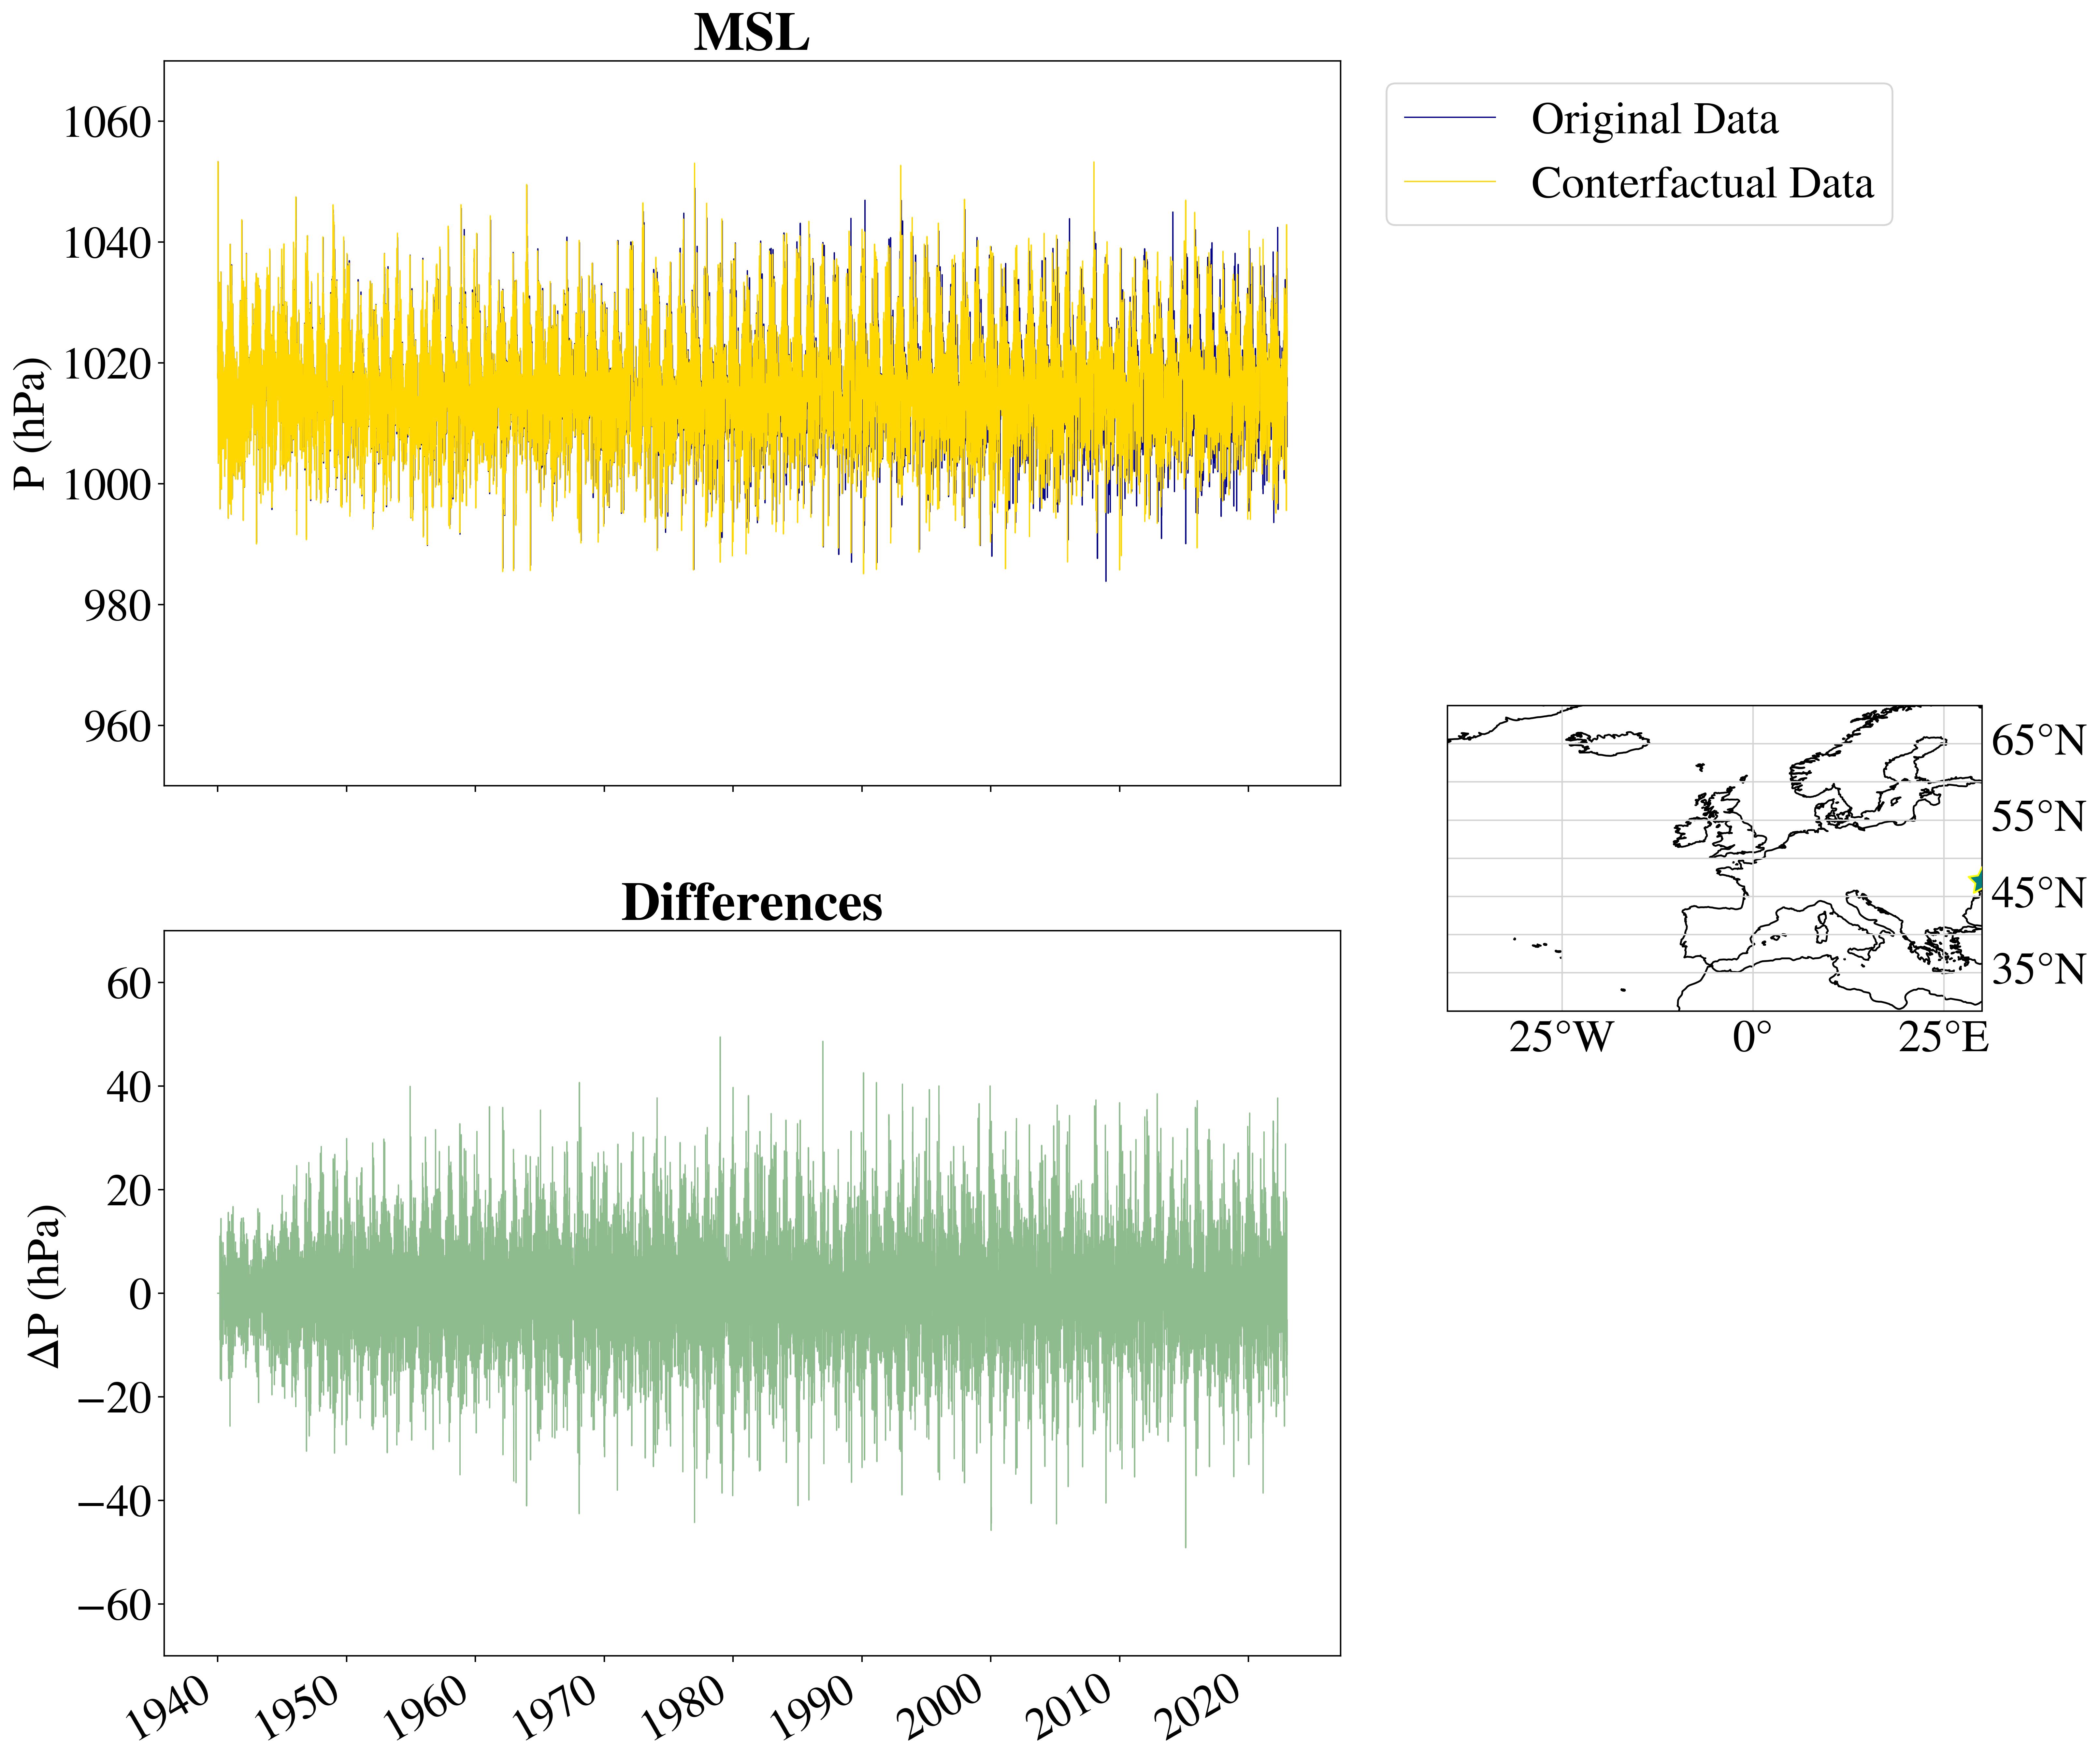 MSL
1060
1040
1020
1000
980
960
P (hPa)
Original Data
Conterfactual Data
65°N
55°N
45°N
35°N
25°W 0° 25°E
Differences
60
40
20
0
−20
−40
−60
ΔP (hPa)
1940 1950 1960 1970 1980 1990 2000 2010 2020